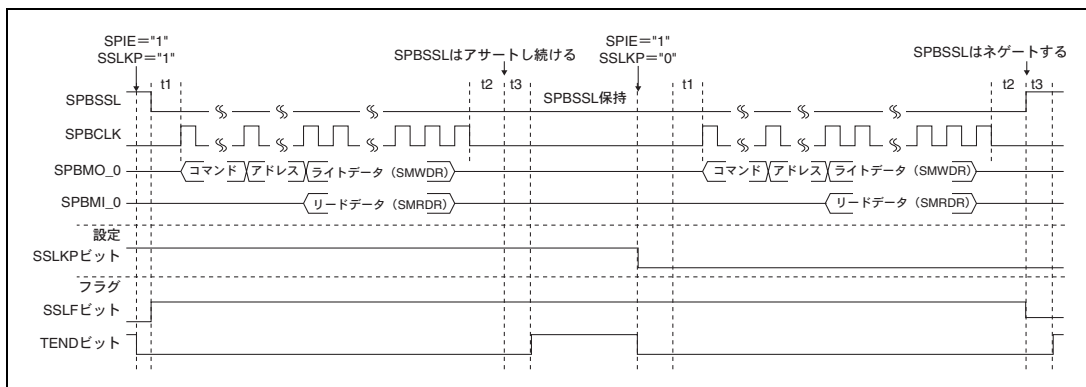 SPIE="1"
SSLKP="1"
SPBSSLはアサートし続ける
SPIE="1"
SSLKP="0"
SPBSSLはネゲートする
t1
t2
t3
SPBSSL保持
t1
t2
t3
SPBSSL
SPBCLK
SPBMO_0
コマンド
アドレス
ライトデータ（SMWDR）
コマンド
アドレス
ライトデータ（SMWDR）
SPBMI_0
リードデータ（SMRDR）
リードデータ（SMRDR）
設定
SSLKPビット
フラグ
SSLFビット
TENDビット